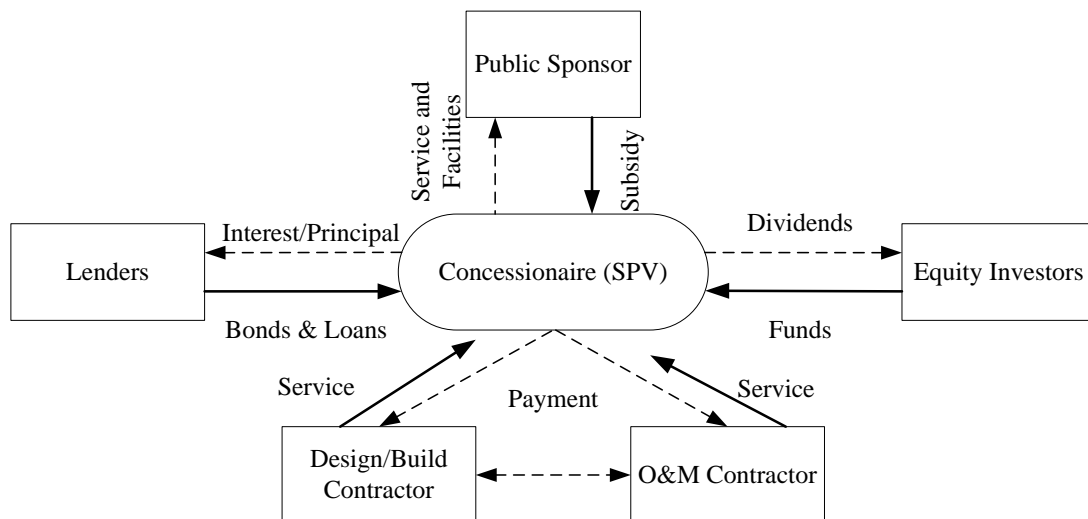 Public Sponsor
Service and
Facilities
Subsidy
Interest/Principal
Dividends
Lenders
Concessionaire (SPV)
Equity Investors
Bonds & Loans
Funds
Service
Payment
Service
Design/Build
Contractor
O&M Contractor